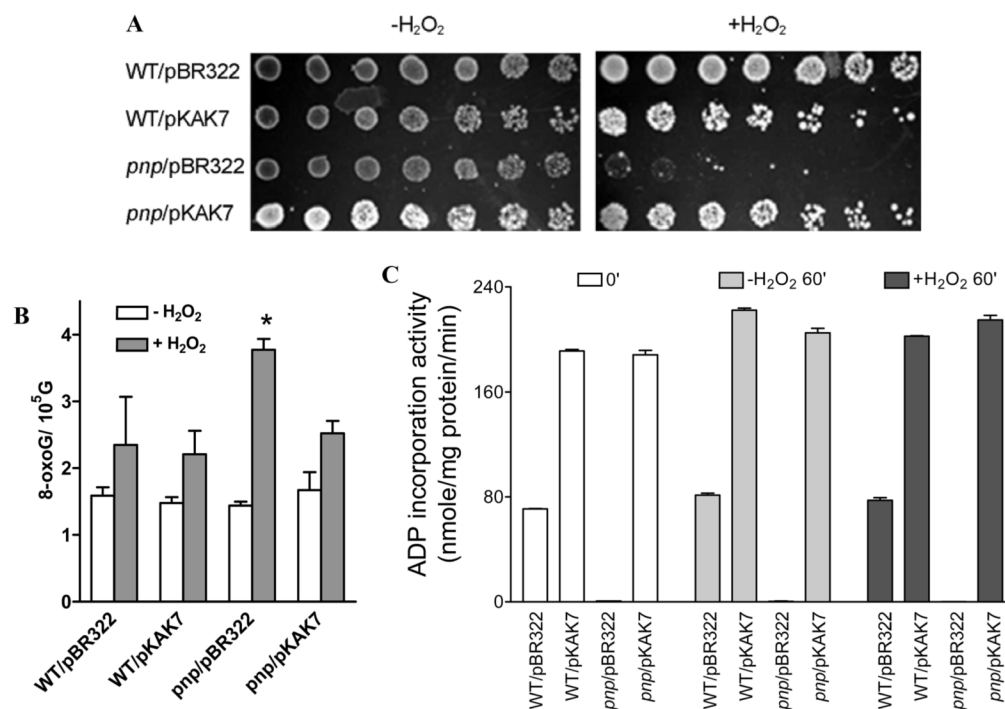 A
-H₂O₂
+H₂O₂
WT/pBR322
WT/pKAK7
pnp/pBR322
pnp/pKAK7
B
- H₂O₂
+ H₂O₂
*
8-oxoG/ 10⁵G
4
3
2
1
0
WT/pBR322
WT/pKAK7
pnp/pBR322
pnp/pKAK7
C
0'
-H₂O₂ 60'
+H₂O₂ 60'
ADP incorporation activity
(nmole/mg protein/min)
240
160
80
0
WT/pBR322
WT/pKAK7
pnp/pBR322
pnp/pKAK7
WT/pBR322
WT/pKAK7
pnp/pBR322
pnp/pKAK7
WT/pBR322
WT/pKAK7
pnp/pBR322
pnp/pKAK7